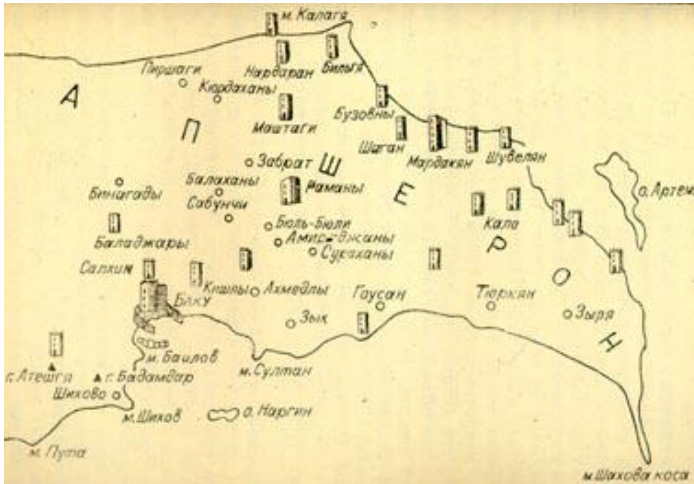 м. Калагя
Нардаран
Бильгя
Пиршаги
Кюрдаханы
А П Ш Е Р О Н
Маштаги
Бузовны
Шаган
Мардакян
Шувелян
Забрат
Бинагады
Балаханы
Раманы
о. Артем
Сабунчи
Кала
Баладжары
Бюль-Бюли
Амираджаны
Сураханы
Салхим
Кишлы
Баку
Ахмедлы
Гоусан
Тюркян
Зыря
Зых
м. Баилов
г. Атешгя
г. Бадамдар
м. Султан
Шихово
м. Шихов
о. Наргин
м. Пута
м. Шахова коса